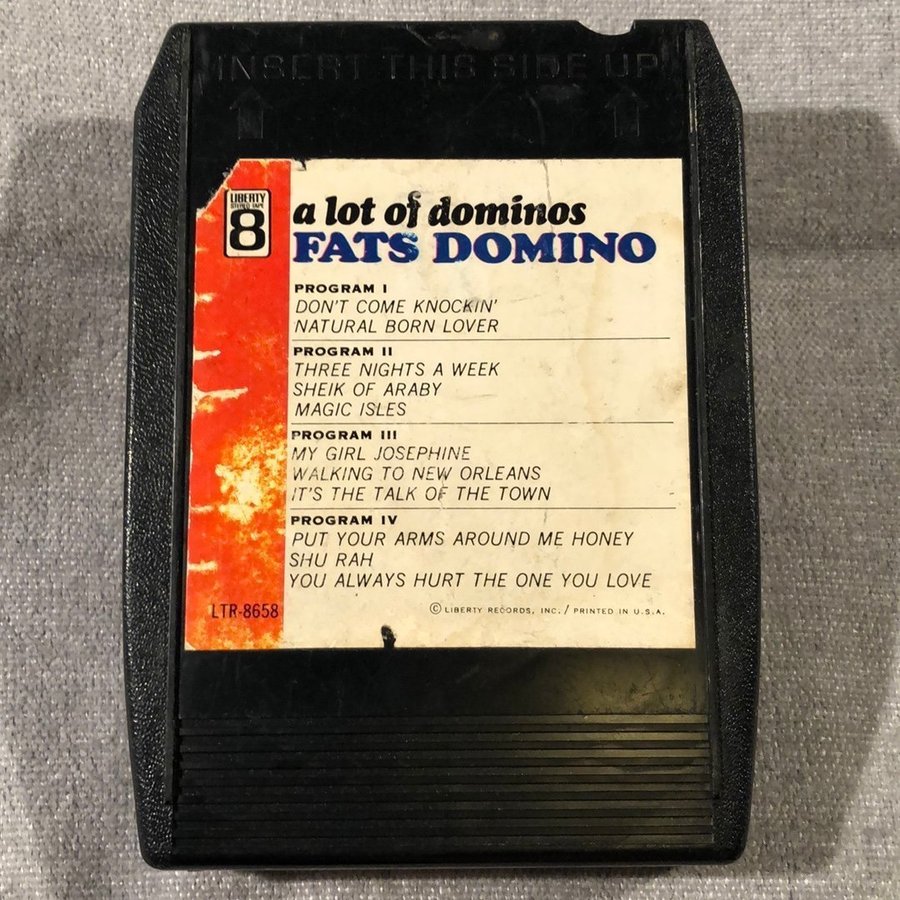 INSERT THIS SIDE UP
LIBERTY
STEREO TAPE
8
a lot of dominos
FATS DOMINO
PROGRAM I
DON'T COME KNOCKIN'
NATURAL BORN LOVER
PROGRAM II
THREE NIGHTS A WEEK
SHEIK OF ARABY
MAGIC ISLES
PROGRAM III
MY GIRL JOSEPHINE
WALKING TO NEW ORLEANS
IT'S THE TALK OF THE TOWN
PROGRAM IV
PUT YOUR ARMS AROUND ME HONEY
SHU RAH
YOU ALWAYS HURT THE ONE YOU LOVE
LTR-8658
© LIBERTY RECORDS, INC. / PRINTED IN U.S.A.